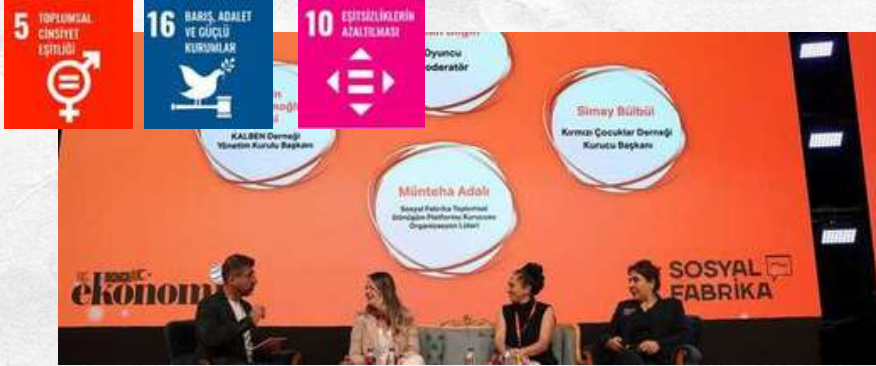 5 TOPLUMSAL
CİNSİYET
EŞİTLİĞİ
16 BARIŞ, ADALET
VE GÜÇLÜ
KURUMLAR
10 EŞİTSİZLİKLERİN
AZALTILMASI
Oyuncu
Moderatör
KALBEN Derneği
Yönetim Kurulu Başkanı
Simay Bülbül
Kırmızı Çocuklar Derneği
Kurucu Başkanı
Münteha Adalı
Sosyal Fabrika Toplumsal
Dönüşüm Platformu Kurucusu
Organizasyon Lideri
ekonomi
SOSYAL
FABRİKA